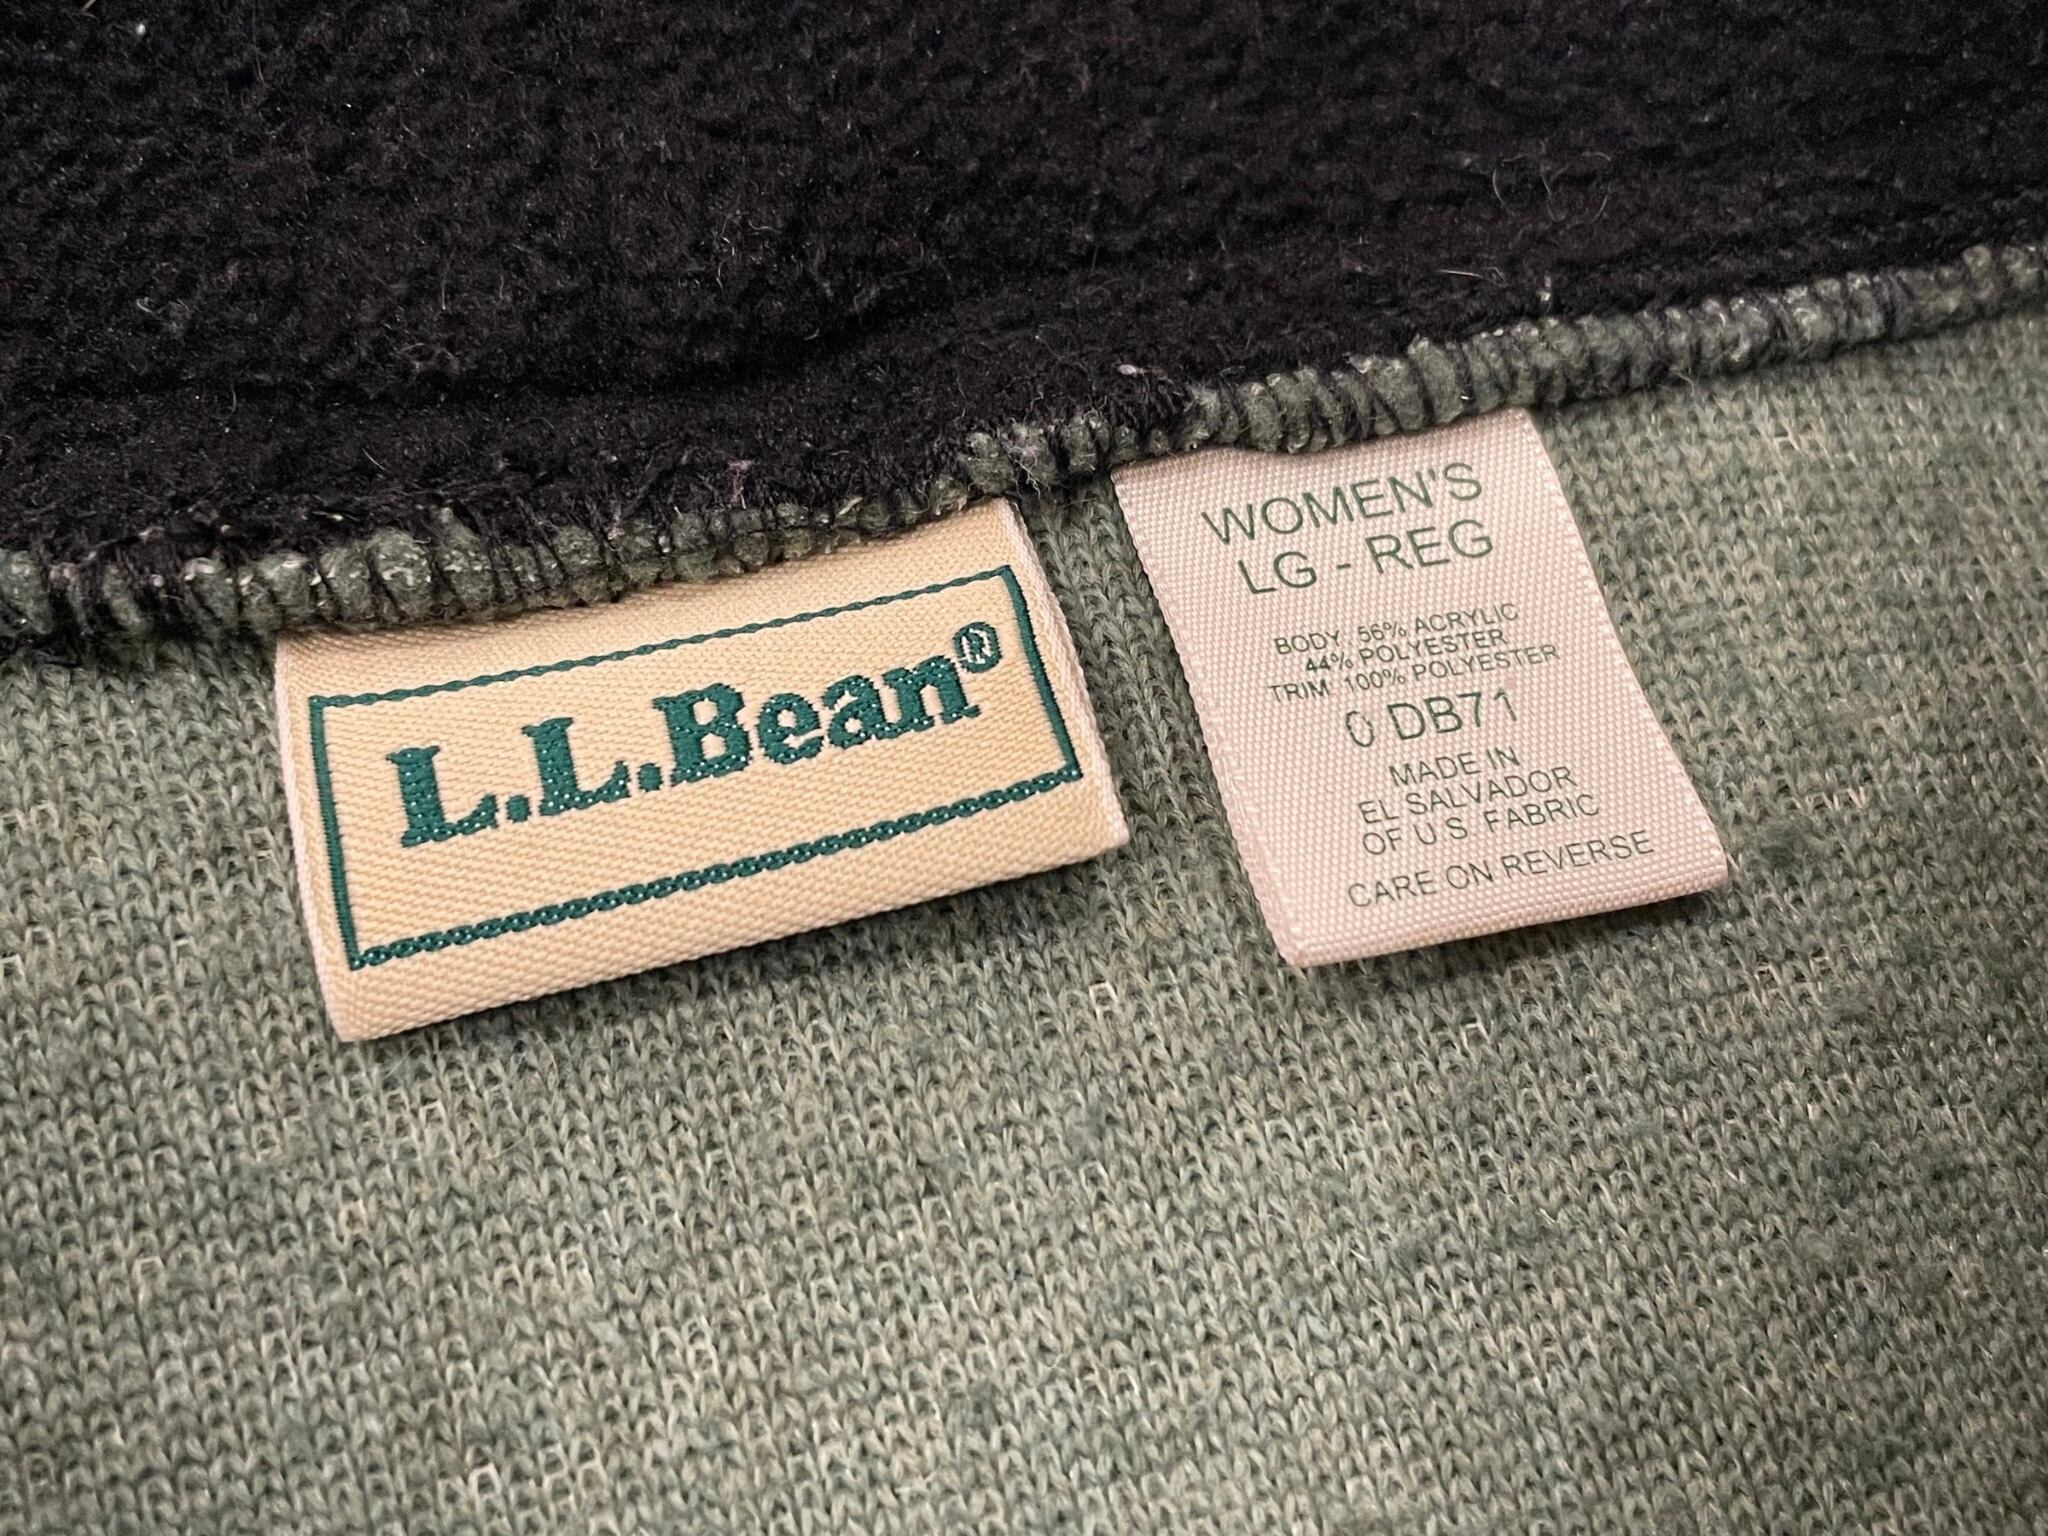 L.L.Bean®
WOMEN'S
LG - REG
BODY: 56% ACRYLIC
44% POLYESTER
TRIM: 100% POLYESTER
0 DB71
MADE IN
EL SALVADOR
OF U.S. FABRIC
CARE ON REVERSE